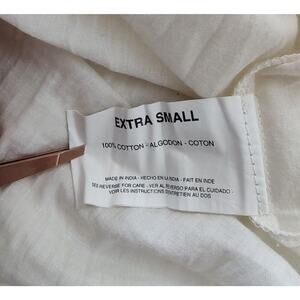 EXTRA SMALL
100% COTTON - ALGODON - COTON
MADE IN INDIA - HECHO EN LA INDIA - FAIT EN INDE
SEE REVERSE FOR CARE - VER AL REVERSO PARA EL CUIDADO -
VOIR LES INSTRUCTIONS D'ENTRETIEN AU DOS